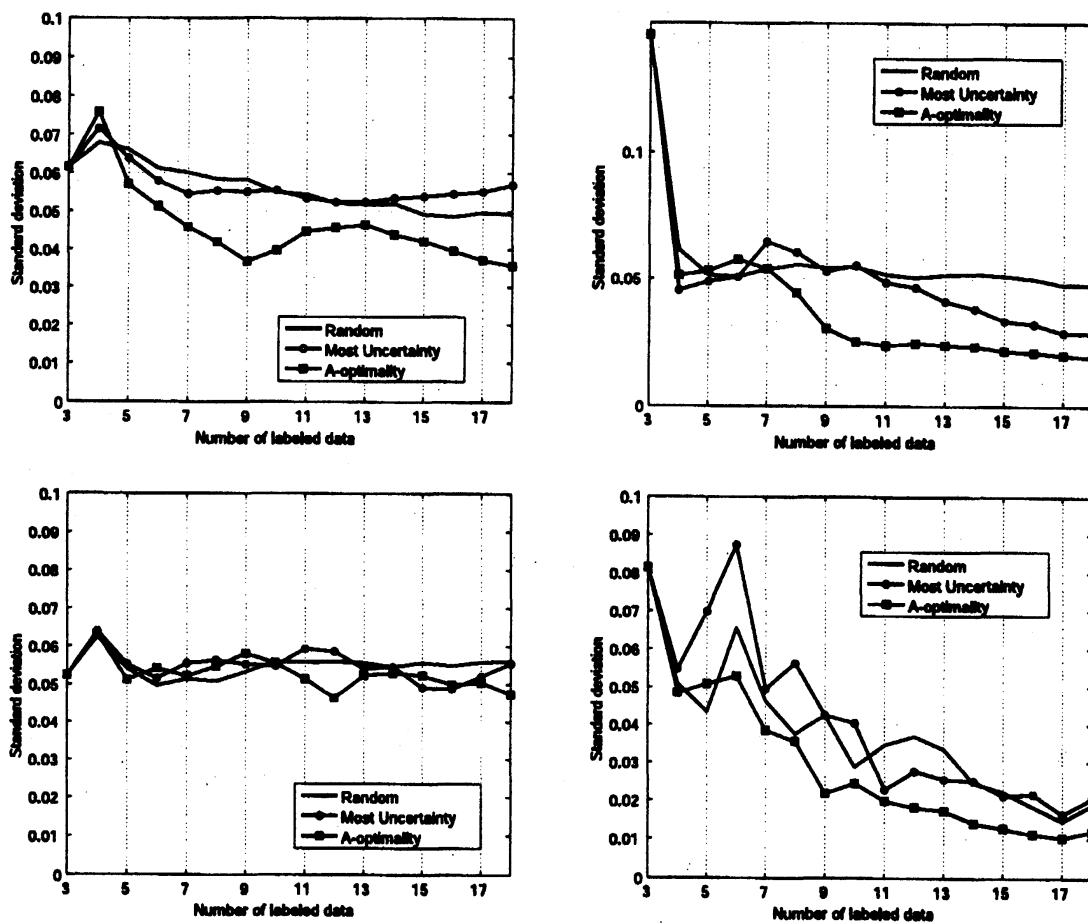 0.1
0.09
0.08
0.07
0.06
0.05
0.04
0.03
0.02
0.01
0
Standard deviation
Random
Most Uncertainty
A-optimality
3 5 7 9 11 13 15 17
Number of labeled data
0.1
0.05
0
Standard deviation
Random
Most Uncertainty
A-optimality
3 5 7 9 11 13 15 17
Number of labeled data
0.1
0.09
0.08
0.07
0.06
0.05
0.04
0.03
0.02
0.01
0
Standard deviation
Random
Most Uncertainty
A-optimality
3 5 7 9 11 13 15 17
Number of labeled data
0.1
0.09
0.08
0.07
0.06
0.05
0.04
0.03
0.02
0.01
0
Standard deviation
Random
Most Uncertainty
A-optimality
3 5 7 9 11 13 15 17
Number of labeled data